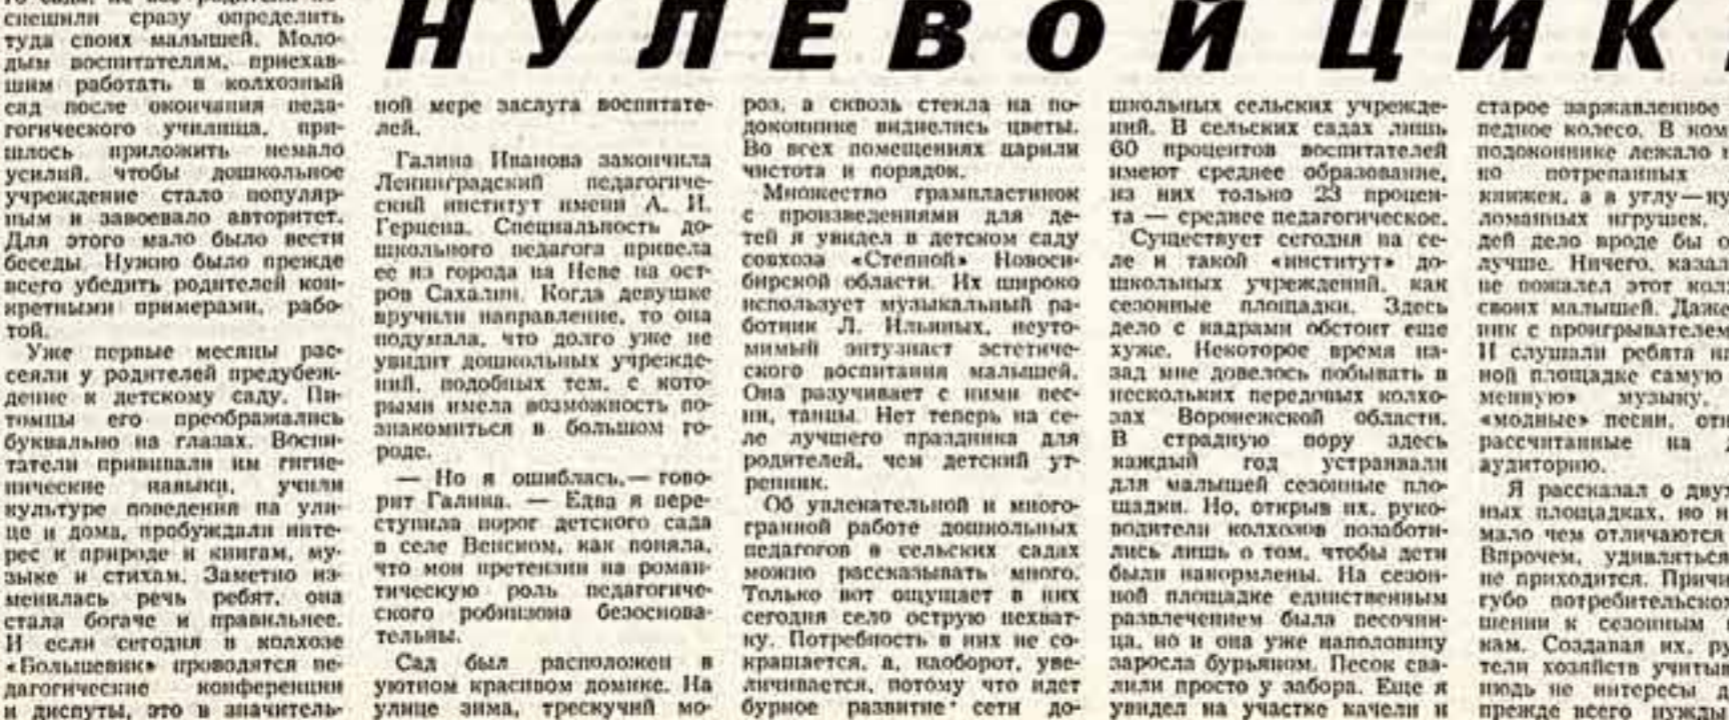 НУЛЕВОЙ ЦИК
спешили сразу определить
туда своих малышей. Моло-
дым воспитателям, приехав-
шим работать в колхозный
сад после окончания педа-
гогического училища, при-
шлось приложить немало
усилий, чтобы дошкольное
учреждение стало популяр-
ным и завоевало авторитет.
Для этого мало было вести
беседы. Нужно было прежде
всего убедить родителей кон-
кретными примерами, рабо-
той.
Уже первые месяцы рас-
сеяли у родителей предубеж-
дение к детскому саду. Пи-
томцы его преображались
буквально на глазах. Воспи-
татели прививали им гигие-
нические навыки, учили
культуре поведения на ули-
це и дома, пробуждали инте-
рес к природе и книгам, му-
зыке и стихам. Заметно из-
менилась речь ребят, она
стала богаче и правильнее.
И если сегодня в колхозе
«Большевик» проводятся пе-
дагогические конференции
и диспуты, это в значитель-
ной мере заслуга воспитате-
лей.
Галина Иванова закончила
Ленинградский педагогиче-
ский институт имени А. И.
Герцена. Специальность до-
школьного педагога привела
ее из города на Неве на ост-
ров Сахалин. Когда девушке
вручили направление, то она
подумала, что долго уже не
увидит дошкольных учрежде-
ний, подобных тем, с кото-
рыми имела возможность по-
знакомиться в большом го-
роде.
— Но я ошиблась,— гово-
рит Галина. — Едва я пере-
ступила порог детского сада
в селе Венском, как поняла,
что мои претензии на роман-
тическую роль педагогиче-
ского робинзона безоснова-
тельны.
Сад был расположен в
уютном красивом домике. На
улице зима, трескучий мо-
роз, а сквозь стекла на по-
доконнике виднелись цветы.
Во всех помещениях царили
чистота и порядок.
Множество грампластинок
с произведениями для де-
тей я увидел в детском саду
совхоза «Степной» Новоси-
бирской области. Их широко
использует музыкальный ра-
ботник Л. Ильиных, неуто-
мимый энтузиаст эстетиче-
ского воспитания малышей.
Она разучивает с ними пес-
ни, танцы. Нет теперь на се-
ле лучшего праздника для
родителей, чем детский ут-
ренник.
Об увлекательной и много-
гранной работе дошкольных
педагогов в сельских садах
можно рассказывать много.
Только вот ощущает в них
сегодня село острую нехват-
ку. Потребность в них не со-
кращается, а, наоборот, уве-
личивается, потому что идет
бурное развитие сети до-
школьных сельских учрежде-
ний. В сельских садах лишь
60 процентов воспитателей
имеют среднее образование,
из них только 23 процен-
та — среднее педагогическое.
Существует сегодня на се-
ле и такой «институт» до-
школьных учреждений, как
сезонные площадки. Здесь
дело с кадрами обстоит еще
хуже. Некоторое время на-
зад мне довелось побывать в
нескольких передовых колхо-
зах Воронежской области.
В страдную пору здесь
каждый год устраивали
для малышей сезонные пло-
щадки. Но, открыв их, руко-
водители колхозов позаботи-
лись лишь о том, чтобы дети
были накормлены. На сезон-
ной площадке единственным
развлечением была песочни-
ца, но и она уже наполовину
заросла бурьяном. Песок сва-
лили просто у забора. Еще я
увидел на участке качели и
старое заржавленное
педное колесо. В ком
подоконнике лежало н
но потрепанных
книжек, а в углу—ку
ломанных игрушек.
дей дело вроде бы о
лучше. Ничего, казал
не пожалел этот кол
своих малышей. Даже
ник с проигрывателем
И слушали ребята на
ной площадке самую
менную» музыку,
«модные» песни, отн
рассчитанные на д
аудиторию.
Я рассказал о двух
ных площадках, но и
мало чем отличаются
Впрочем, удивляться
не приходится. Причи
губо потребительско
шении к сезонным
кам. Создавая их, ру
тели хозяйств учитыв
нюдь не интересы д
прежде всего нужды